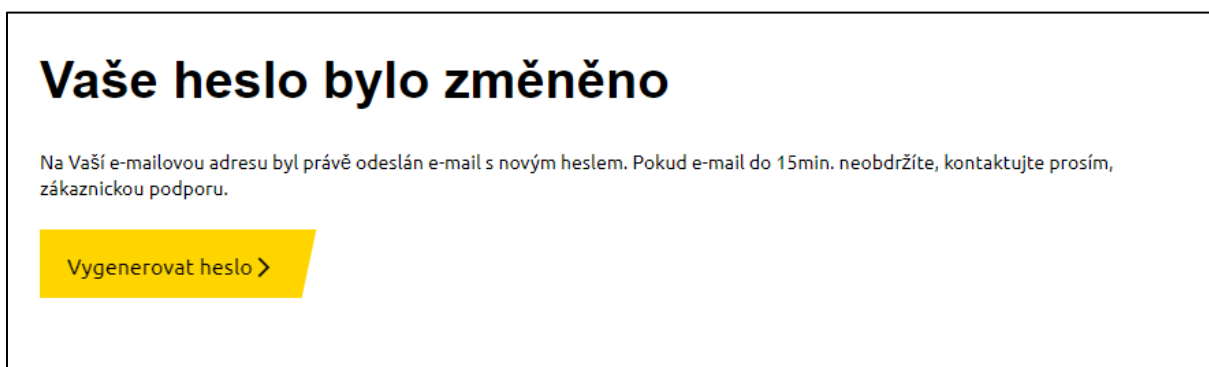 Vaše heslo bylo změněno
Na Vaší e-mailovou adresu byl právě odeslán e-mail s novým heslem. Pokud e-mail do 15min. neobdržíte, kontaktujte prosím,
zákaznickou podporu.
Vygenerovat heslo